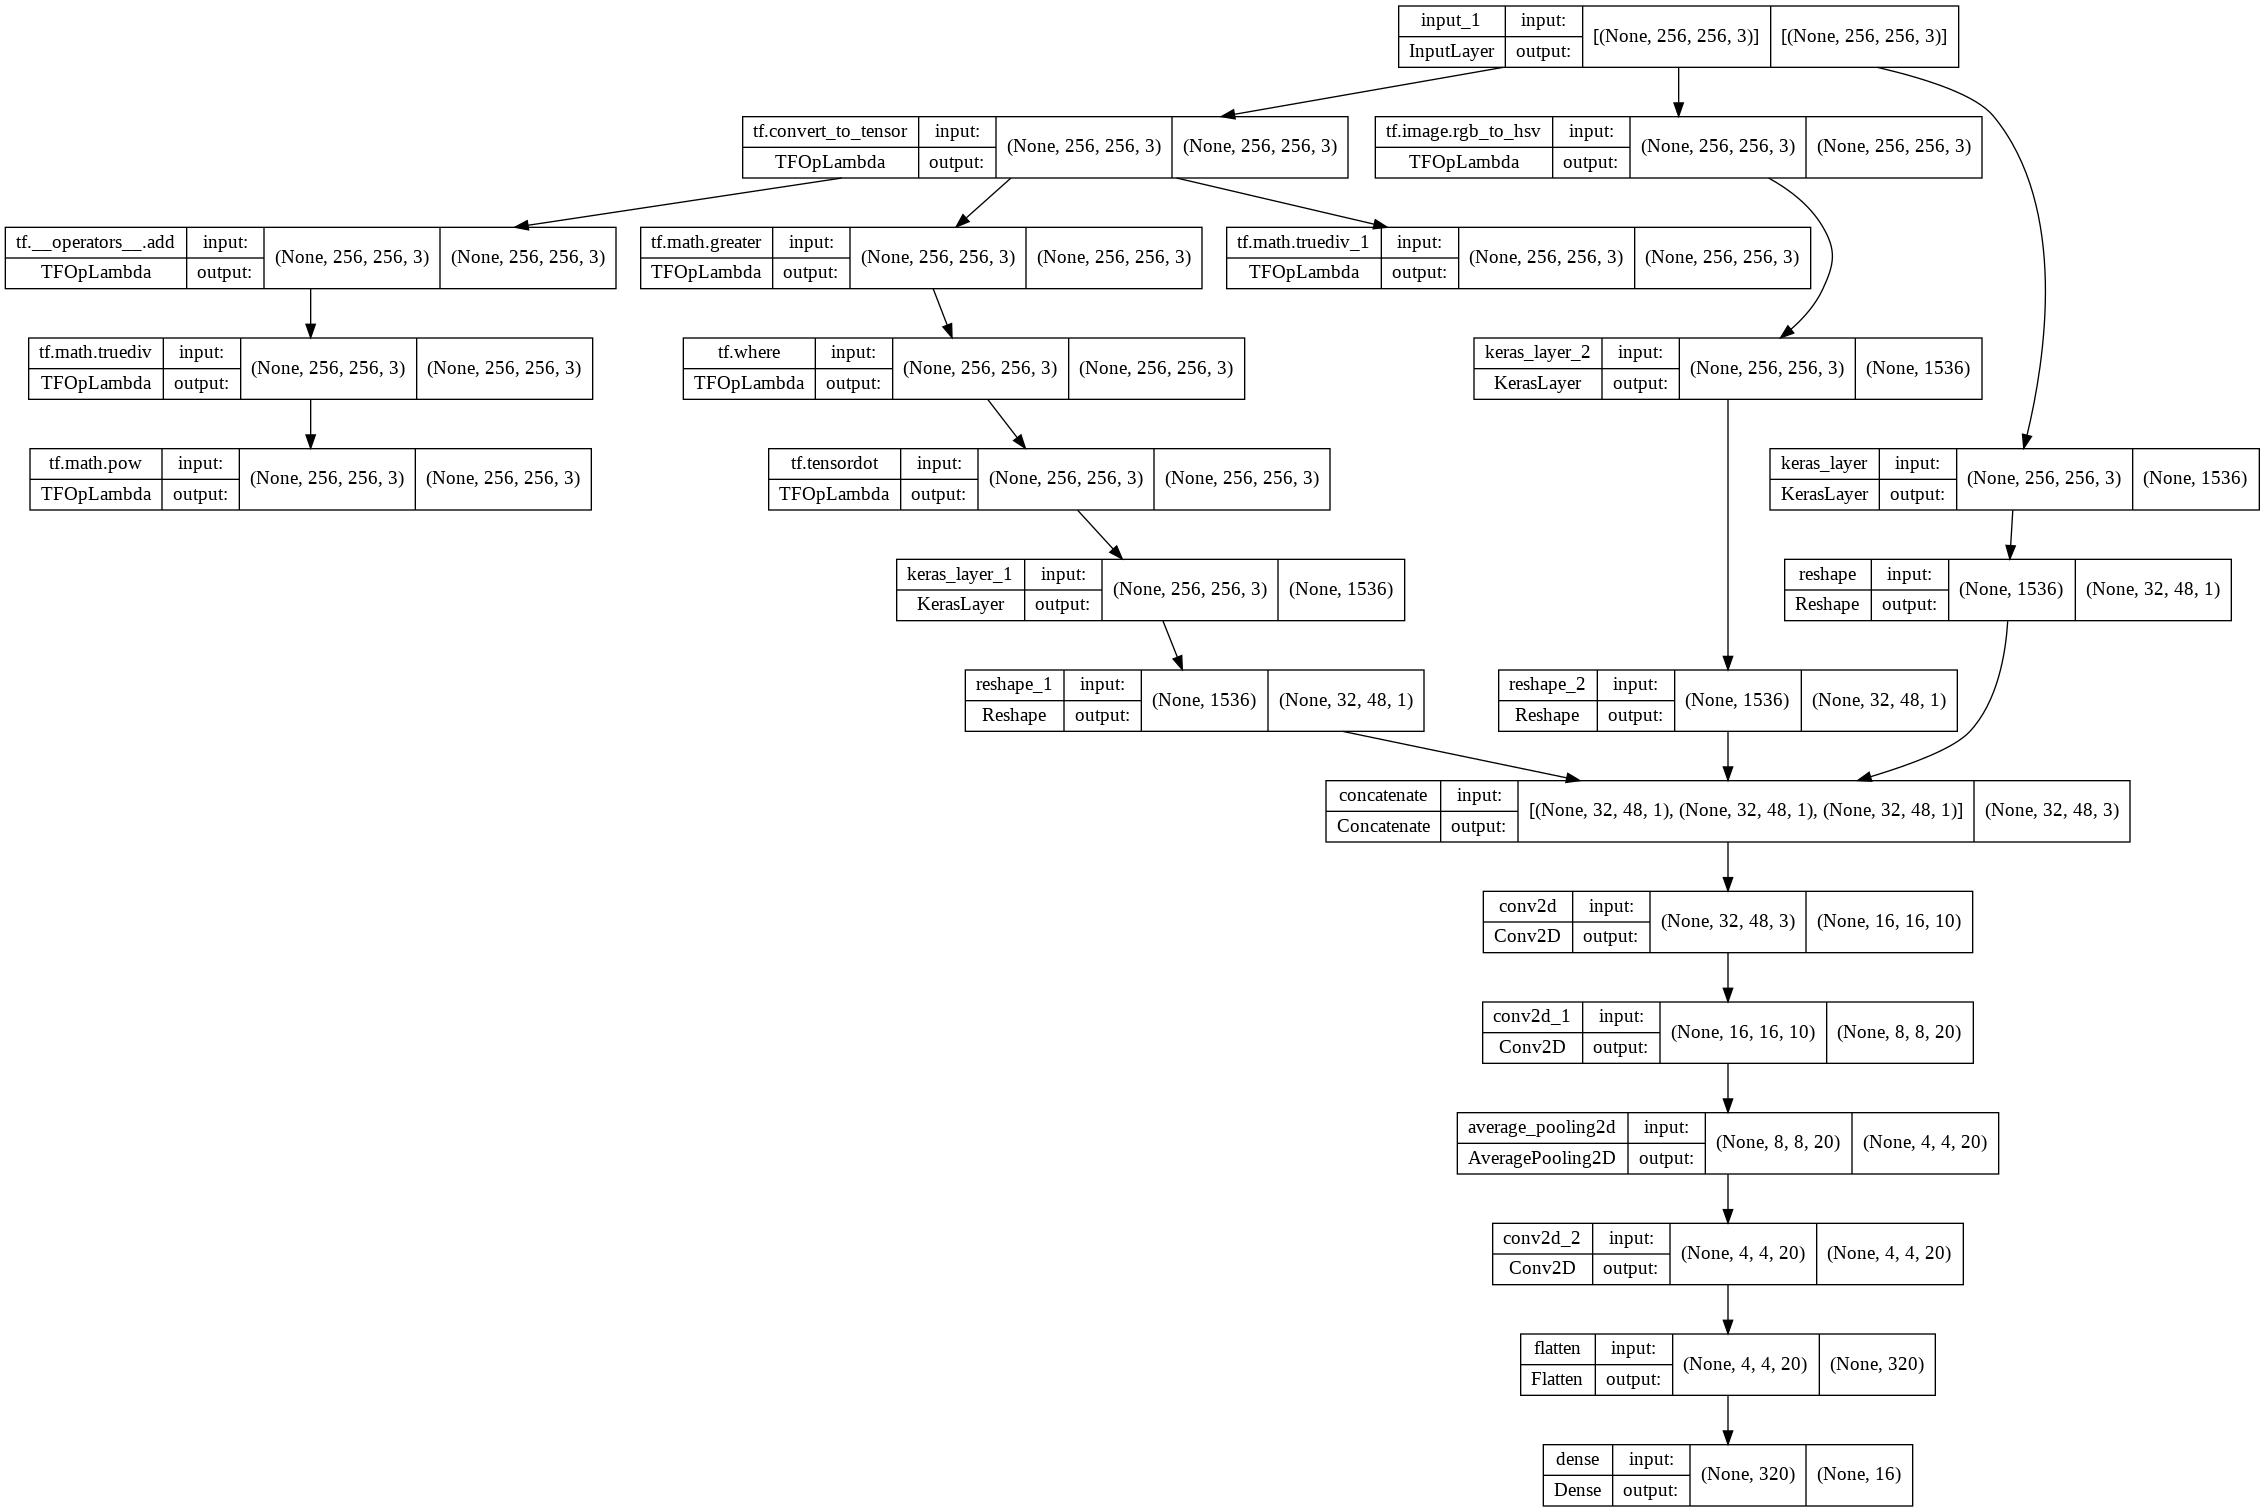 input_1
input:
[(None, 256, 256, 3)]
[(None, 256, 256, 3)]
InputLayer
output:
tf.convert_to_tensor
input:
(None, 256, 256, 3)
(None, 256, 256, 3)
TFOpLambda
output:
tf.image.rgb_to_hsv
input:
(None, 256, 256, 3)
(None, 256, 256, 3)
TFOpLambda
output:
tf.__operators__.add
input:
(None, 256, 256, 3)
(None, 256, 256, 3)
TFOpLambda
output:
tf.math.greater
input:
(None, 256, 256, 3)
(None, 256, 256, 3)
TFOpLambda
output:
tf.math.truediv_1
input:
(None, 256, 256, 3)
(None, 256, 256, 3)
TFOpLambda
output:
tf.math.truediv
input:
(None, 256, 256, 3)
(None, 256, 256, 3)
TFOpLambda
output:
tf.where
input:
(None, 256, 256, 3)
(None, 256, 256, 3)
TFOpLambda
output:
keras_layer_2
input:
(None, 256, 256, 3)
(None, 1536)
KerasLayer
output:
tf.math.pow
input:
(None, 256, 256, 3)
(None, 256, 256, 3)
TFOpLambda
output:
tf.tensordot
input:
(None, 256, 256, 3)
(None, 256, 256, 3)
TFOpLambda
output:
keras_layer
input:
(None, 256, 256, 3)
(None, 1536)
KerasLayer
output:
keras_layer_1
input:
(None, 256, 256, 3)
(None, 1536)
KerasLayer
output:
reshape
input:
(None, 1536)
(None, 32, 48, 1)
Reshape
output:
reshape_1
input:
(None, 1536)
(None, 32, 48, 1)
Reshape
output:
reshape_2
input:
(None, 1536)
(None, 32, 48, 1)
Reshape
output:
concatenate
input:
[(None, 32, 48, 1), (None, 32, 48, 1), (None, 32, 48, 1)]
(None, 32, 48, 3)
Concatenate
output:
conv2d
input:
(None, 32, 48, 3)
(None, 16, 16, 10)
Conv2D
output:
conv2d_1
input:
(None, 16, 16, 10)
(None, 8, 8, 20)
Conv2D
output:
average_pooling2d
input:
(None, 8, 8, 20)
(None, 4, 4, 20)
AveragePooling2D
output:
conv2d_2
input:
(None, 4, 4, 20)
(None, 4, 4, 20)
Conv2D
output:
flatten
input:
(None, 4, 4, 20)
(None, 320)
Flatten
output:
dense
input:
(None, 320)
(None, 16)
Dense
output: